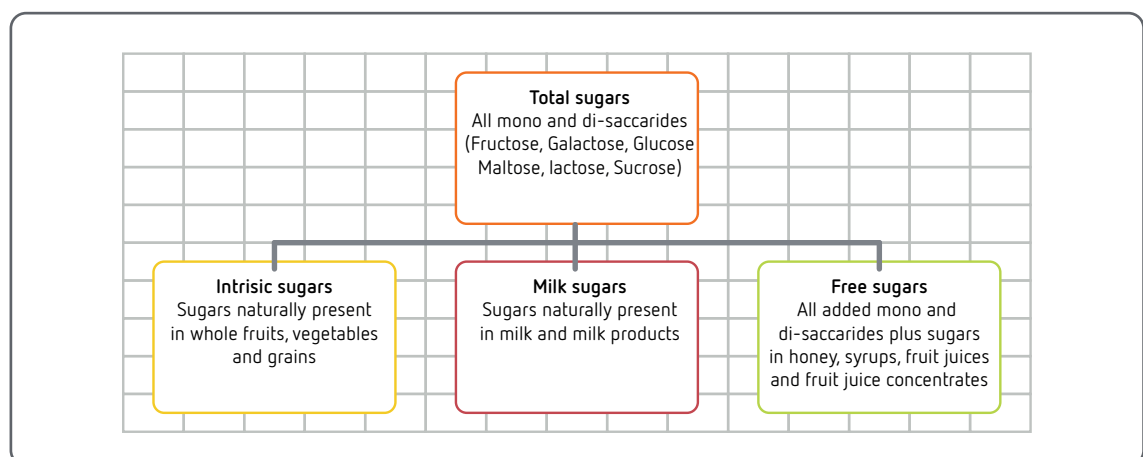 Total sugars
All mono and di-saccarides
(Fructose, Galactose, Glucose
Maltose, lactose, Sucrose)
Intrisic sugars
Sugars naturally present
in whole fruits, vegetables
and grains
Milk sugars
Sugars naturally present
in milk and milk products
Free sugars
All added mono and
di-saccarides plus sugars
in honey, syrups, fruit juices
and fruit juice concentrates